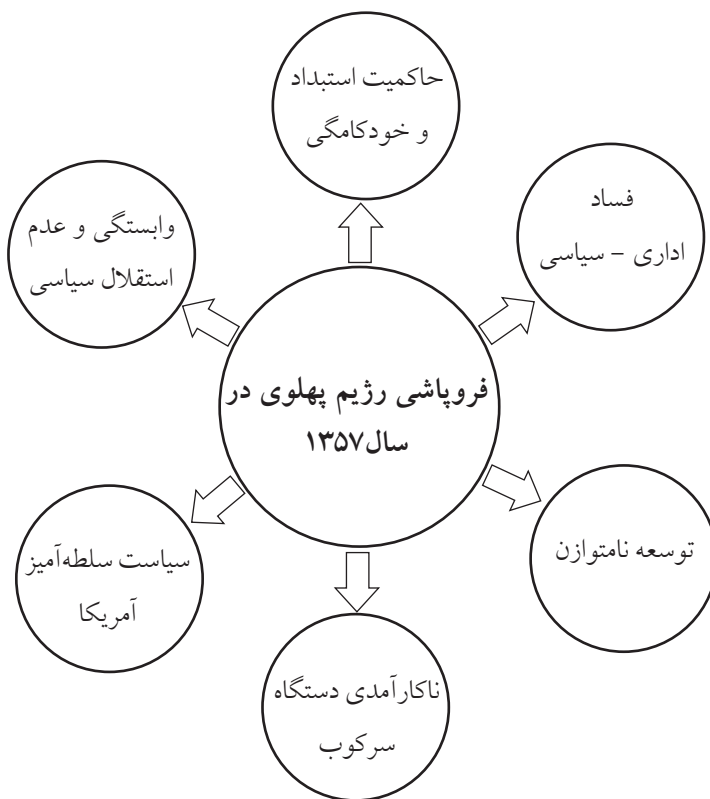 حاکمیت استبداد
و خودکامگی
فساد
اداری – سیاسی
وابستگی و عدم
استقلال سیاسی
فروپاشی رژیم پهلوی در
سال۱۳۵۷
توسعه نامتوازن
سیاست سلطه‌آمیز
آمریکا
ناکارآمدی دستگاه
سرکوب